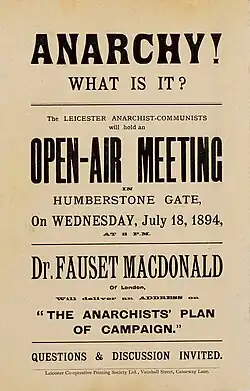 ANARCHY!
WHAT IS IT?
The LEICESTER ANARCHIST-COMMUNISTS
will hold an
OPEN-AIR MEETING
IN
HUMBERSTONE GATE,
On WEDNESDAY, July 18, 1894,
AT 8 P.M.
Dr. FAUSET MACDONALD
Of London,
Will deliver an ADDRESS on
"THE ANARCHISTS' PLAN
OF CAMPAIGN."
QUESTIONS & DISCUSSION INVITED.
Leicester Co-operative Printing Society Ltd., Vauxhall Street, Causeway Lane.